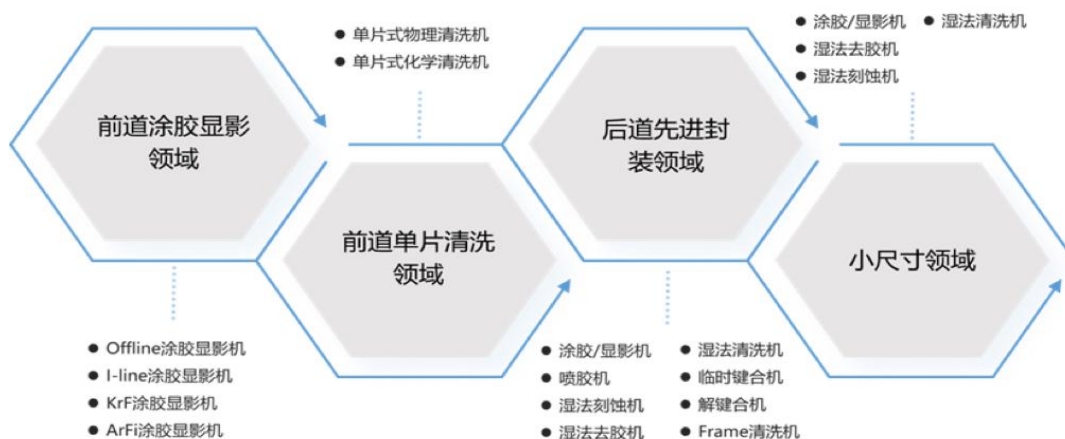 前道涂胶显影
领域
● Offline涂胶显影机
● I-line涂胶显影机
● KrF涂胶显影机
● ArFi涂胶显影机
● 单片式物理清洗机
● 单片式化学清洗机
前道单片清洗
领域
后道先进封
装领域
● 涂胶/显影机
● 喷胶机
● 湿法刻蚀机
● 湿法去胶机
● 湿法清洗机
● 临时键合机
● 解键合机
● Frame清洗机
● 涂胶/显影机
● 湿法去胶机
● 湿法刻蚀机
● 湿法清洗机
小尺寸领域